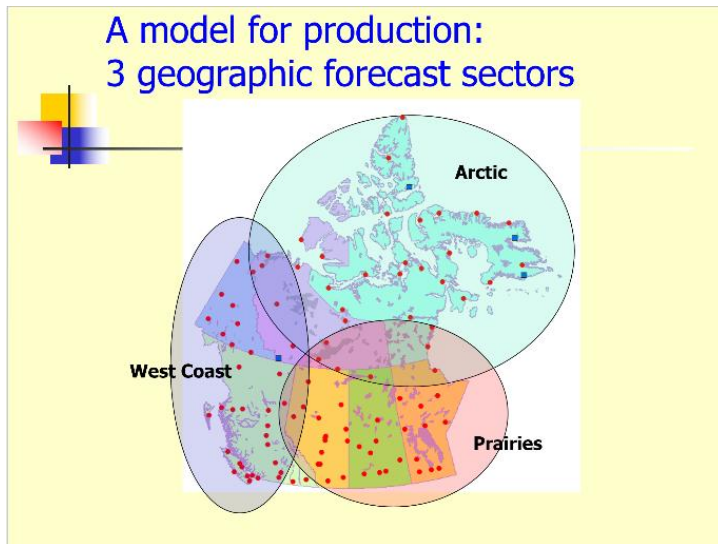 A model for production:
3 geographic forecast sectors
Arctic
West Coast
Prairies